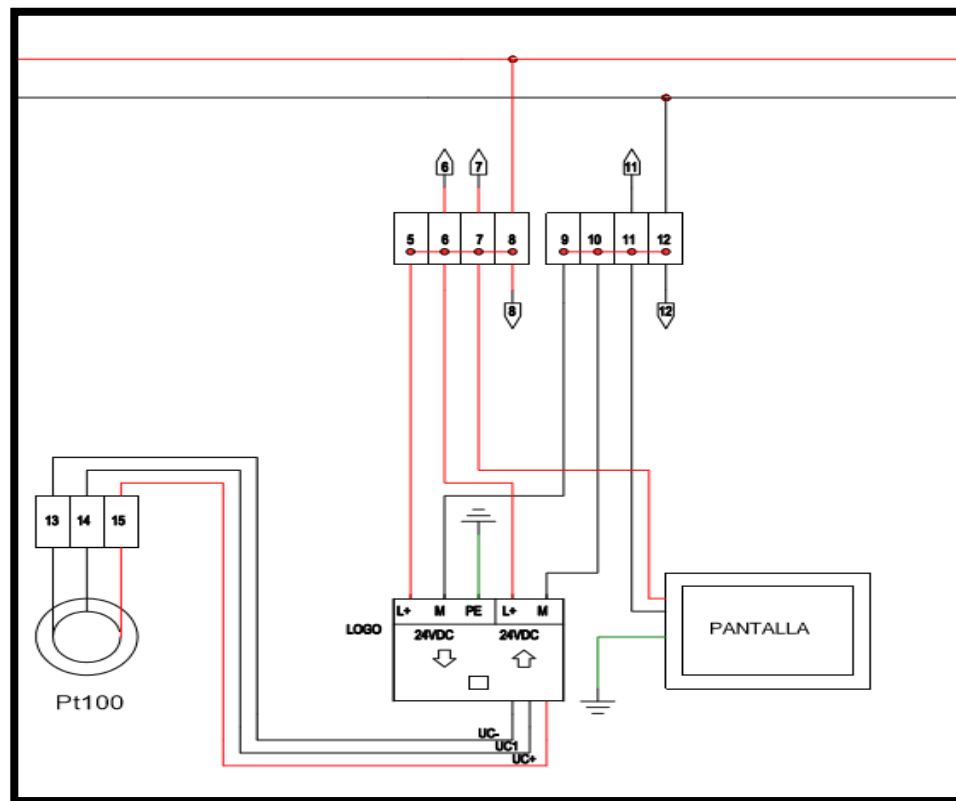 6 7 11
5 6 7 8 9 10 11 12
8 12
13 14 15
L+ M PE L+ M
LOGO 24VDC 24VDC
PANTALLA
Pt100
UC-
UC1
UC+